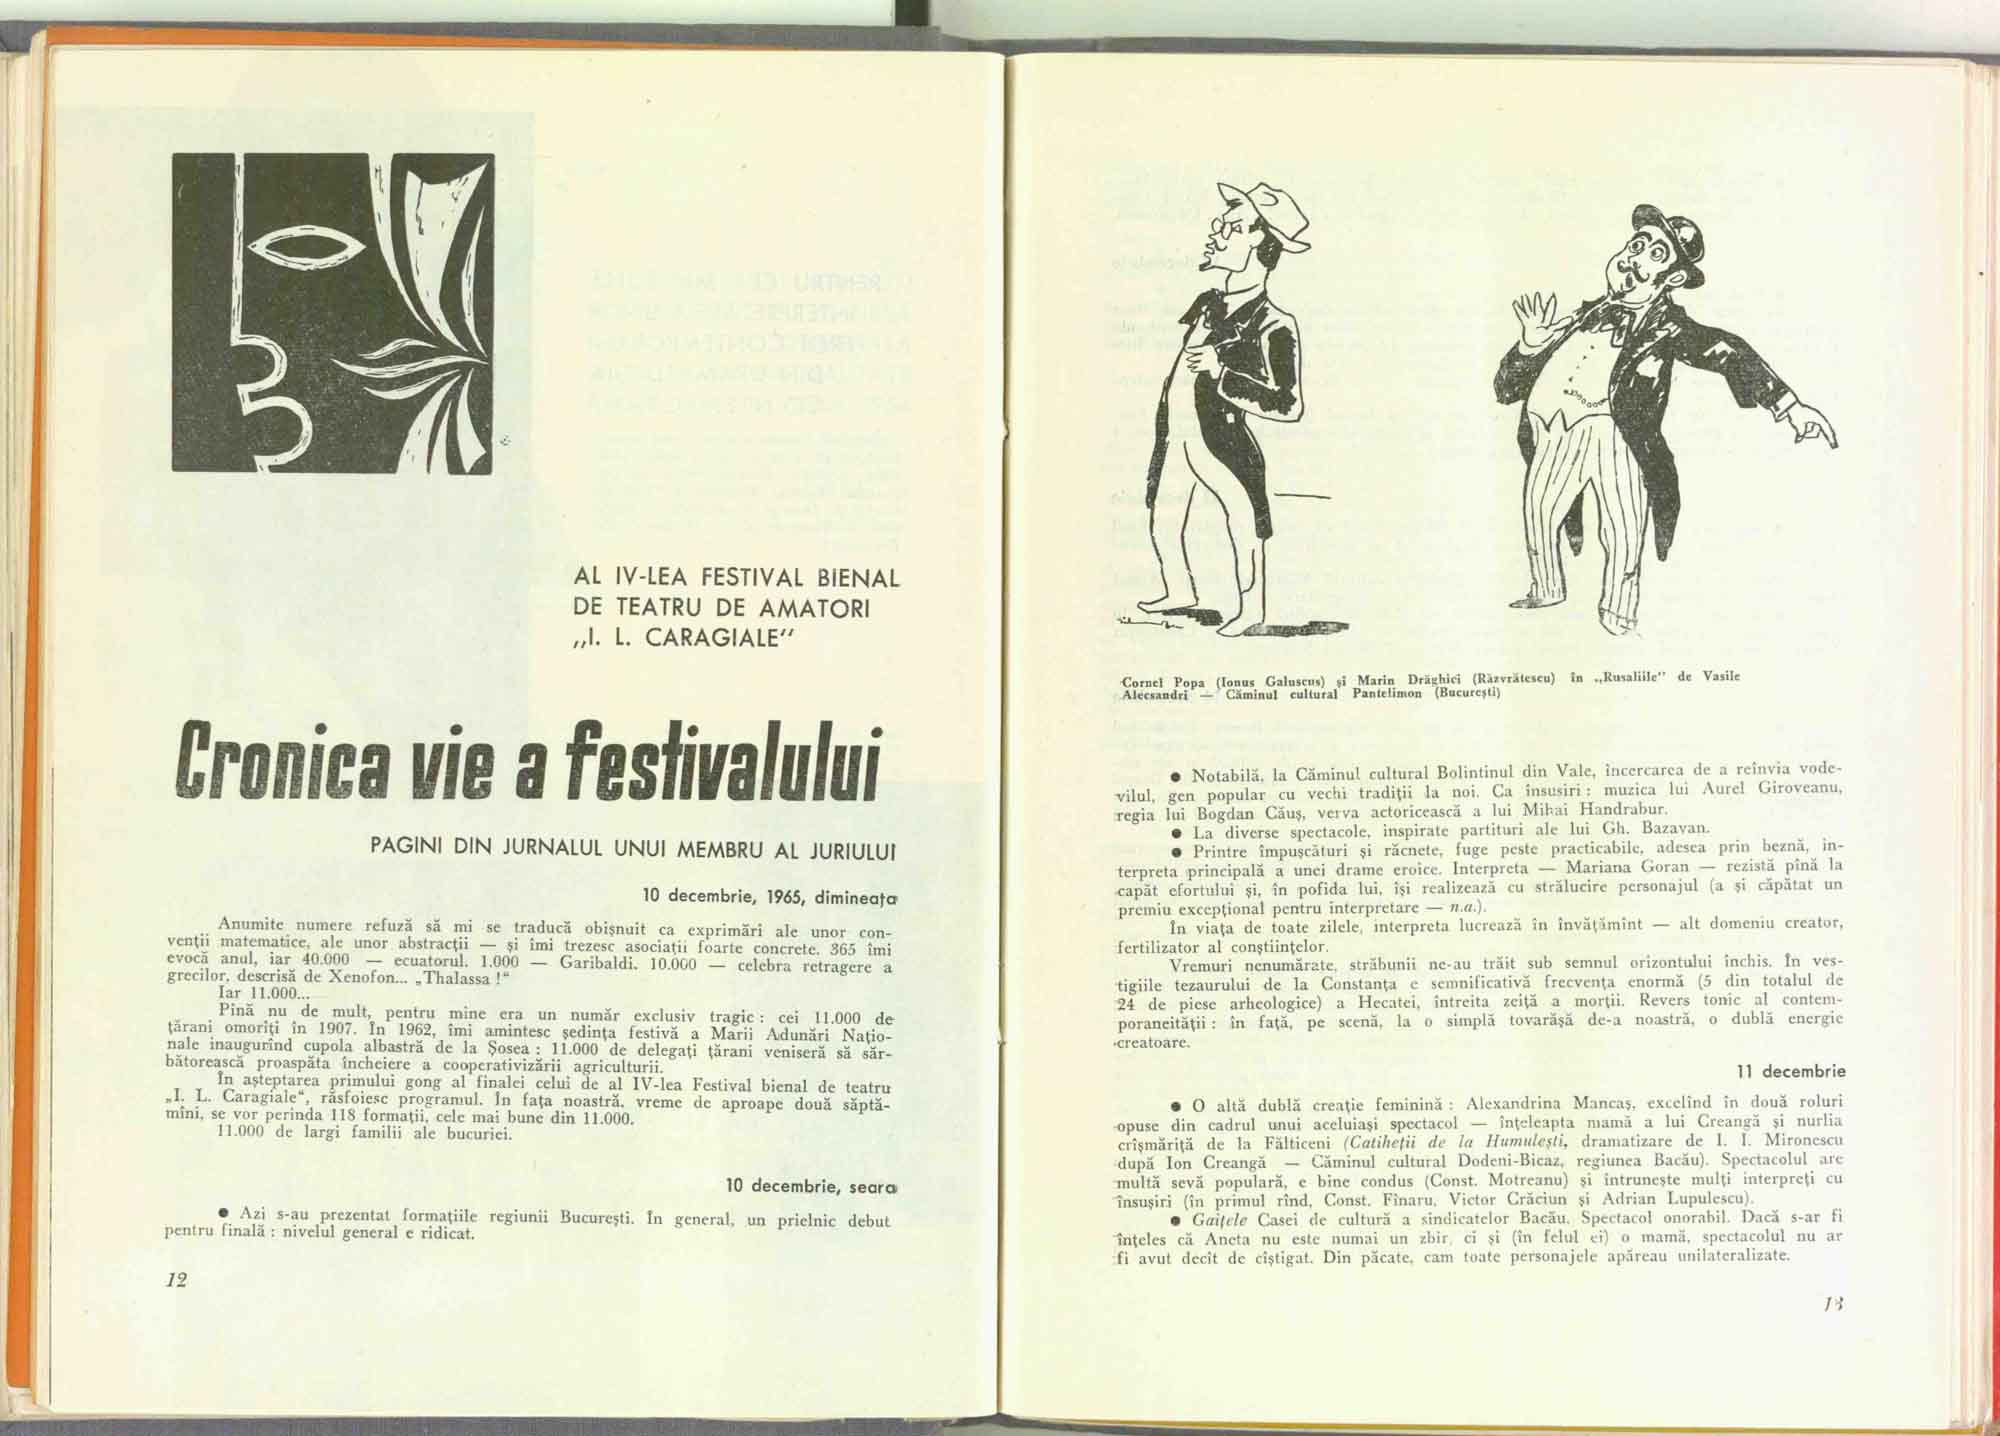 AL IV-LEA FESTIVAL BIENAL
DE TEATRU DE AMATORI
„I. L. CARAGIALE”
Cronica vie a festivalului
PAGINI DIN JURNALUL UNUI MEMBRU AL JURIULUI
10 decembrie, 1965, dimineața
Anumite numere refuză să mi se traducă obișnuit ca exprimări ale unor con-
venții matematice, ale unor abstracții — și îmi trezesc asociații foarte concrete. 365 îmi
evocă anul, iar 40.000 — ecuatorul. 1.000 — Garibaldi. 10.000 — celebra retragere a
grecilor, descrisă de Xenofon... „Thalassa !“
Iar 11.000...
Pînă nu de mult, pentru mine era un număr exclusiv tragic : cei 11.000 de
țărani omorîți în 1907. În 1962, îmi amintesc ședința festivă a Marii Adunări Națio-
nale inaugurînd cupola albastră de la Șosea : 11.000 de delegați țărani veniseră să săr-
bătorească proaspăta încheiere a cooperativizării agriculturii.
În așteptarea primului gong al finalei celui de al IV-lea Festival bienal de teatru
„I. L. Caragiale“, răsfoiesc programul. În fața noastră, vreme de aproape două săptă-
mîni, se vor perinda 118 formații, cele mai bune din 11.000.
11.000 de largi familii ale bucuriei.
10 decembrie, seara
● Azi s-au prezentat formațiile regiunii București. În general, un prielnic debut
pentru finală : nivelul general e ridicat.
12
Cornel Popa (Ionus Galuscus) și Marin Drăghici (Răzvrătescu) în „Rusaliile” de Vasile
Alecsandri — Căminul cultural Pantelimon (București)
● Notabilă, la Căminul cultural Bolintinul din Vale, încercarea de a reînvia vode-
vilul, gen popular cu vechi tradiții la noi. Ca însușiri : muzica lui Aurel Giroveanu,
regia lui Bogdan Căuș, verva actoricească a lui Mihai Handrabur.
● La diverse spectacole, inspirate partituri ale lui Gh. Bazavan.
● Printre împușcături și răcnete, fuge peste practicabile, adesea prin beznă, in-
terpreta principală a unei drame eroice. Interpreta — Mariana Goran — rezistă pînă la
capăt efortului și, în pofida lui, își realizează cu strălucire personajul (a și căpătat un
premiu excepțional pentru interpretare — n.a.).
În viața de toate zilele, interpreta lucrează în învățămînt — alt domeniu creator,
fertilizator al conștiințelor.
Vremuri nenumărate, străbunii ne-au trăit sub semnul orizontului închis. În ves-
tigiile tezaurului de la Constanța e semnificativă frecvența enormă (5 din totalul de
24 de piese arheologice) a Hecatei, întreita zeiță a morții. Revers tonic al contem-
poraneității : în față, pe scenă, la o simplă tovarășă de-a noastră, o dublă energie
creatoare.
11 decembrie
● O altă dublă creație feminină : Alexandrina Mancaș, excelînd în două roluri
opuse din cadrul unui aceluiași spectacol — înțeleapta mamă a lui Creangă și nurlia
crîșmăriță de la Fălticeni (Catiheții de la Humulești, dramatizare de I. I. Mironescu
după Ion Creangă — Căminul cultural Dodeni-Bicaz, regiunea Bacău). Spectacolul are
multă sevă populară, e bine condus (Const. Motreanu) și întrunește mulți interpreți cu
însușiri (în primul rînd, Const. Fînaru, Victor Crăciun și Adrian Lupulescu).
● Gaițele Casei de cultură a sindicatelor Bacău. Spectacol onorabil. Dacă s-ar fi
înțeles că Aneta nu este numai un zbir, ci și (în felul ei) o mamă, spectacolul nu ar
fi avut decît de cîștigat. Din păcate, cam toate personajele apăreau unilateralizate.
13